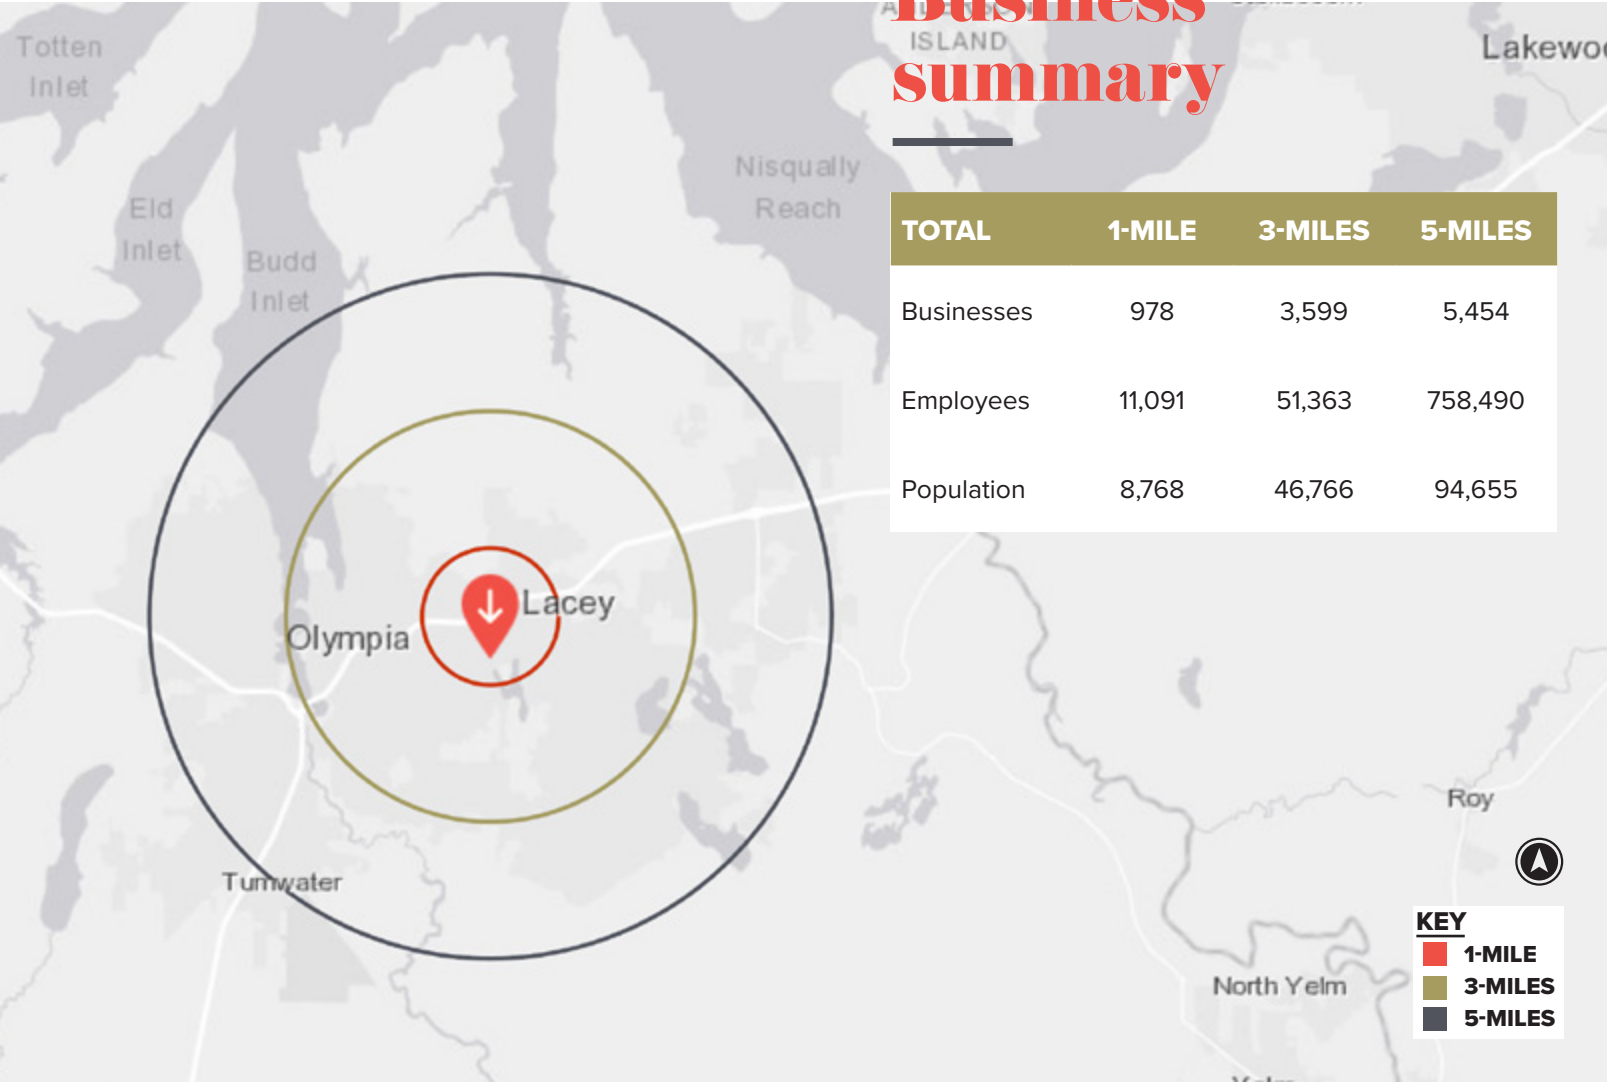 Business
summary
ISLAND
Totten
Inlet
Lakewo
Nisqually
Reach
Eld
Inlet
Budd
Inlet
TOTAL 1-MILE 3-MILES 5-MILES
Businesses 978 3,599 5,454
Employees 11,091 51,363 758,490
Population 8,768 46,766 94,655
Lacey
Olympia
Tumwater
Roy
North Yelm
KEY
1-MILE
3-MILES
5-MILES